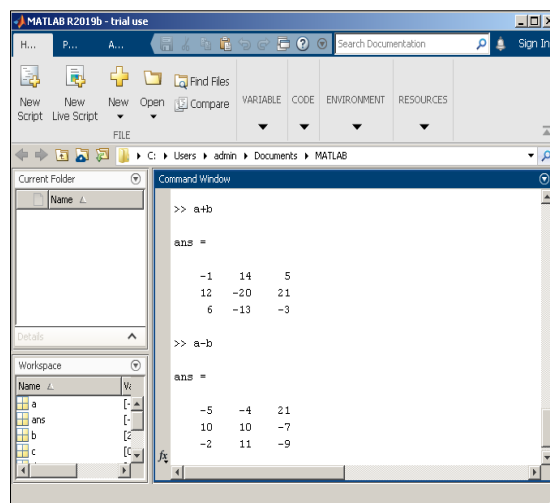 MATLAB R2019b - trial use
H... P... A... Search Documentation Sign In
New Script New Live Script New Open Find Files Compare VARIABLE CODE ENVIRONMENT RESOURCES
FILE
C: Users admin Documents MATLAB
Current Folder
Name
Details
Workspace
Name Va
a [-
ans [-
b [2
c [0
Command Window
>> a+b
ans =
-1 14 5
12 -20 21
6 -13 -3
>> a-b
ans =
-5 -4 21
10 10 -7
-2 11 -9
fx